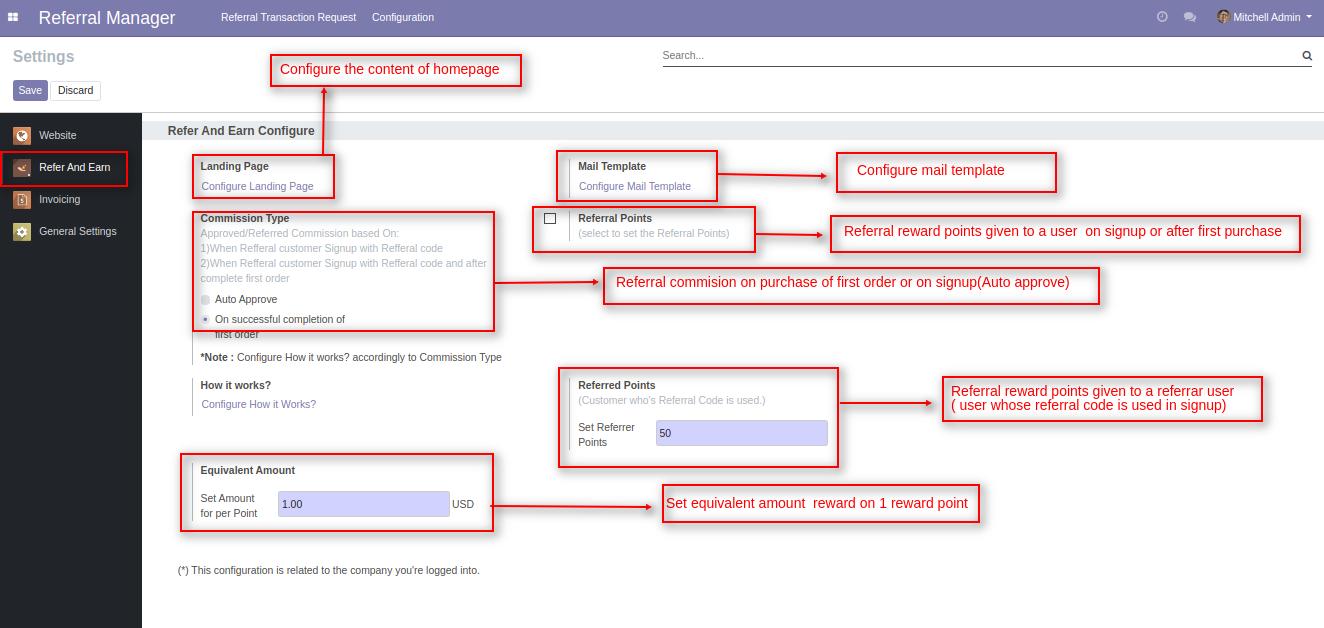 Referral Manager
Referral Transaction Request
Configuration
Mitchell Admin
Settings
Search...
Save
Discard
Configure the content of homepage
Website
Refer And Earn
Invoicing
General Settings
Refer And Earn Configure
Landing Page
Configure Landing Page
Mail Template
Configure Mail Template
Configure mail template
Commission Type
Approved/Referred Commission based On:
1)When Refferal customer Signup with Refferal code
2)When Refferal customer Signup with Refferal code and after
complete first order
Auto Approve
On successful completion of
first order
*Note : Configure How it works? accordingly to Commission Type
Referral Points
(select to set the Referral Points)
Referral reward points given to a user on signup or after first purchase
Referral commision on purchase of first order or on signup(Auto approve)
How it works?
Configure How it Works?
Referred Points
(Customer who's Referral Code is used.)
Set Referrer
Points
50
Referral reward points given to a referrar user
( user whose referral code is used in signup)
Equivalent Amount
Set Amount
for per Point
1.00
USD
Set equivalent amount reward on 1 reward point
(*) This configuration is related to the company you're logged into.